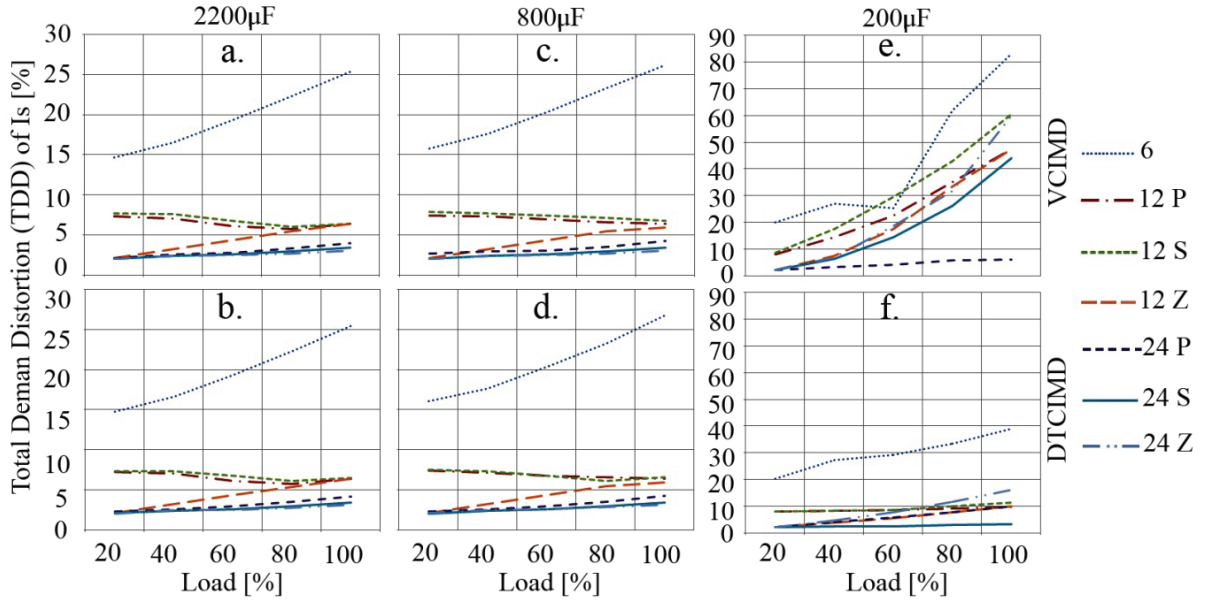 2200μF
800μF
200μF
Total Deman Distortion (TDD) of Is [%]
30
25
20
15
10
5
0
a.
c.
90
80
70
60
50
40
30
20
10
0
e.
VCIMD
30
25
20
15
10
5
0
b.
d.
90
80
70
60
50
40
30
20
10
0
f.
DTCIMD
20 40 60 80 100
Load [%]
20 40 60 80 100
Load [%]
20 40 60 80 100
Load [%]
6
12 P
12 S
12 Z
24 P
24 S
24 Z